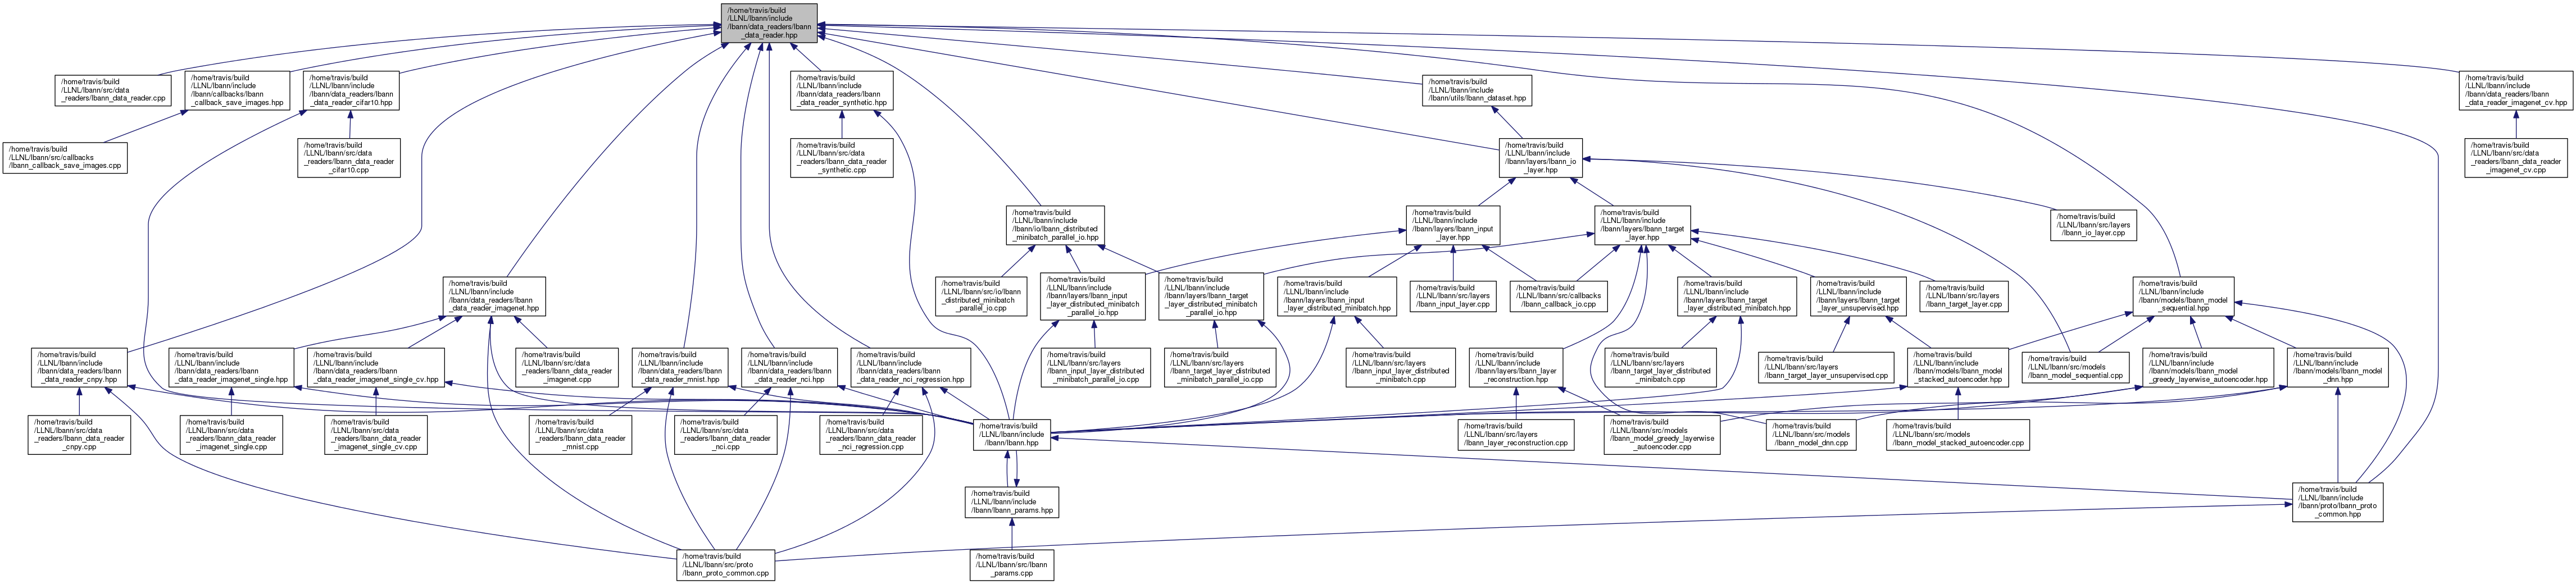 /home/travis/build
/LLNL/lbann/include
/lbann/data_readers/lbann
_data_reader.hpp
/home/travis/build
/LLNL/lbann/src/data
_readers/lbann_data_reader.cpp
/home/travis/build
/LLNL/lbann/include
/lbann/callbacks/lbann
_callback_save_images.hpp
/home/travis/build
/LLNL/lbann/include
/lbann/data_readers/lbann
_data_reader_cifar10.hpp
/home/travis/build
/LLNL/lbann/include
/lbann/data_readers/lbann
_data_reader_synthetic.hpp
/home/travis/build
/LLNL/lbann/include
/lbann/utils/lbann_dataset.hpp
/home/travis/build
/LLNL/lbann/include
/lbann/data_readers/lbann
_data_reader_imagenet_cv.hpp
/home/travis/build
/LLNL/lbann/src/callbacks
/lbann_callback_save_images.cpp
/home/travis/build
/LLNL/lbann/src/data
_readers/lbann_data_reader
_cifar10.cpp
/home/travis/build
/LLNL/lbann/src/data
_readers/lbann_data_reader
_synthetic.cpp
/home/travis/build
/LLNL/lbann/include
/lbann/layers/lbann_io
_layer.hpp
/home/travis/build
/LLNL/lbann/src/data
_readers/lbann_data_reader
_imagenet_cv.cpp
/home/travis/build
/LLNL/lbann/include
/lbann/io/lbann_distributed
_minibatch_parallel_io.hpp
/home/travis/build
/LLNL/lbann/include
/lbann/layers/lbann_input
_layer.hpp
/home/travis/build
/LLNL/lbann/include
/lbann/layers/lbann_target
_layer.hpp
/home/travis/build
/LLNL/lbann/src/layers
/lbann_io_layer.cpp
/home/travis/build
/LLNL/lbann/include
/lbann/data_readers/lbann
_data_reader_imagenet.hpp
/home/travis/build
/LLNL/lbann/src/io/lbann
_distributed_minibatch
_parallel_io.cpp
/home/travis/build
/LLNL/lbann/include
/lbann/layers/lbann_input
_layer_distributed_minibatch
_parallel_io.hpp
/home/travis/build
/LLNL/lbann/include
/lbann/layers/lbann_target
_layer_distributed_minibatch
_parallel_io.hpp
/home/travis/build
/LLNL/lbann/include
/lbann/layers/lbann_input
_layer_distributed_minibatch.hpp
/home/travis/build
/LLNL/lbann/src/layers
/lbann_input_layer.cpp
/home/travis/build
/LLNL/lbann/src/callbacks
/lbann_callback_io.cpp
/home/travis/build
/LLNL/lbann/include
/lbann/layers/lbann_target
_layer_distributed_minibatch.hpp
/home/travis/build
/LLNL/lbann/include
/lbann/layers/lbann_target
_layer_unsupervised.hpp
/home/travis/build
/LLNL/lbann/src/layers
/lbann_target_layer.cpp
/home/travis/build
/LLNL/lbann/include
/lbann/models/lbann_model
_sequential.hpp
/home/travis/build
/LLNL/lbann/include
/lbann/data_readers/lbann
_data_reader_cnpy.hpp
/home/travis/build
/LLNL/lbann/include
/lbann/data_readers/lbann
_data_reader_imagenet_single.hpp
/home/travis/build
/LLNL/lbann/include
/lbann/data_readers/lbann
_data_reader_imagenet_single_cv.hpp
/home/travis/build
/LLNL/lbann/src/data
_readers/lbann_data_reader
_imagenet.cpp
/home/travis/build
/LLNL/lbann/include
/lbann/data_readers/lbann
_data_reader_mnist.hpp
/home/travis/build
/LLNL/lbann/include
/lbann/data_readers/lbann
_data_reader_nci.hpp
/home/travis/build
/LLNL/lbann/include
/lbann/data_readers/lbann
_data_reader_nci_regression.hpp
/home/travis/build
/LLNL/lbann/src/layers
/lbann_input_layer_distributed
_minibatch_parallel_io.cpp
/home/travis/build
/LLNL/lbann/src/layers
/lbann_target_layer_distributed
_minibatch_parallel_io.cpp
/home/travis/build
/LLNL/lbann/src/layers
/lbann_input_layer_distributed
_minibatch.cpp
/home/travis/build
/LLNL/lbann/include
/lbann/layers/lbann_layer
_reconstruction.hpp
/home/travis/build
/LLNL/lbann/src/layers
/lbann_target_layer_distributed
_minibatch.cpp
/home/travis/build
/LLNL/lbann/src/layers
/lbann_target_layer_unsupervised.cpp
/home/travis/build
/LLNL/lbann/include
/lbann/models/lbann_model
_stacked_autoencoder.hpp
/home/travis/build
/LLNL/lbann/src/models
/lbann_model_sequential.cpp
/home/travis/build
/LLNL/lbann/include
/lbann/models/lbann_model
_greedy_layerwise_autoencoder.hpp
/home/travis/build
/LLNL/lbann/include
/lbann/models/lbann_model
_dnn.hpp
/home/travis/build
/LLNL/lbann/src/data
_readers/lbann_data_reader
_cnpy.cpp
/home/travis/build
/LLNL/lbann/src/data
_readers/lbann_data_reader
_imagenet_single.cpp
/home/travis/build
/LLNL/lbann/src/data
_readers/lbann_data_reader
_imagenet_single_cv.cpp
/home/travis/build
/LLNL/lbann/src/data
_readers/lbann_data_reader
_mnist.cpp
/home/travis/build
/LLNL/lbann/src/data
_readers/lbann_data_reader
_nci.cpp
/home/travis/build
/LLNL/lbann/src/data
_readers/lbann_data_reader
_nci_regression.cpp
/home/travis/build
/LLNL/lbann/include
/lbann/lbann.hpp
/home/travis/build
/LLNL/lbann/src/layers
/lbann_layer_reconstruction.cpp
/home/travis/build
/LLNL/lbann/src/models
/lbann_model_greedy_layerwise
_autoencoder.cpp
/home/travis/build
/LLNL/lbann/src/models
/lbann_model_dnn.cpp
/home/travis/build
/LLNL/lbann/src/models
/lbann_model_stacked_autoencoder.cpp
/home/travis/build
/LLNL/lbann/include
/lbann/lbann_params.hpp
/home/travis/build
/LLNL/lbann/include
/lbann/proto/lbann_proto
_common.hpp
/home/travis/build
/LLNL/lbann/src/proto
/lbann_proto_common.cpp
/home/travis/build
/LLNL/lbann/src/lbann
_params.cpp